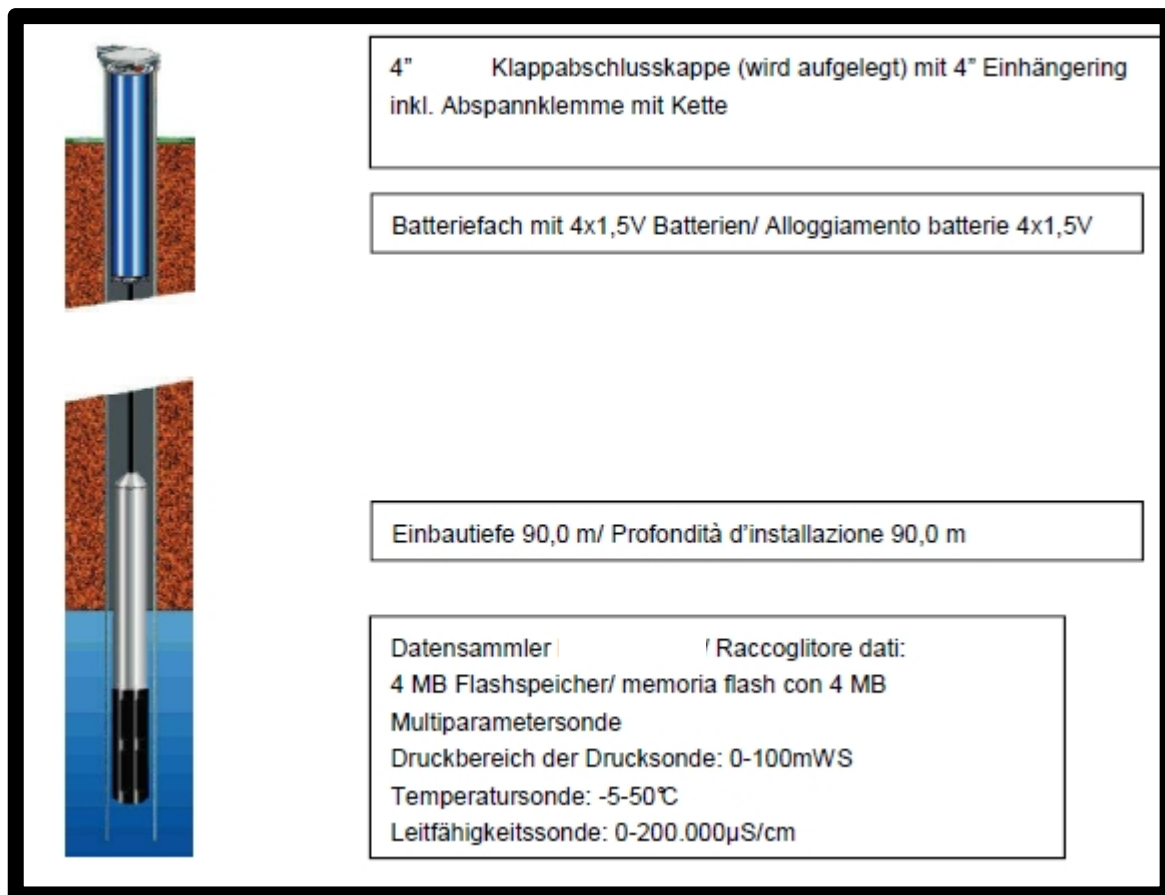 4” Klappabschlusskappe (wird aufgelegt) mit 4” Einhängering
inkl. Abspannklemme mit Kette
Batteriefach mit 4x1,5V Batterien/ Alloggiamento batterie 4x1,5V
Einbautiefe 90,0 m/ Profondità d’installazione 90,0 m
Datensammler / Raccoglitore dati:
4 MB Flashspeicher/ memoria flash con 4 MB
Multiparametersonde
Druckbereich der Drucksonde: 0-100mWS
Temperatursonde: -5-50°C
Leitfähigkeitssonde: 0-200.000µS/cm